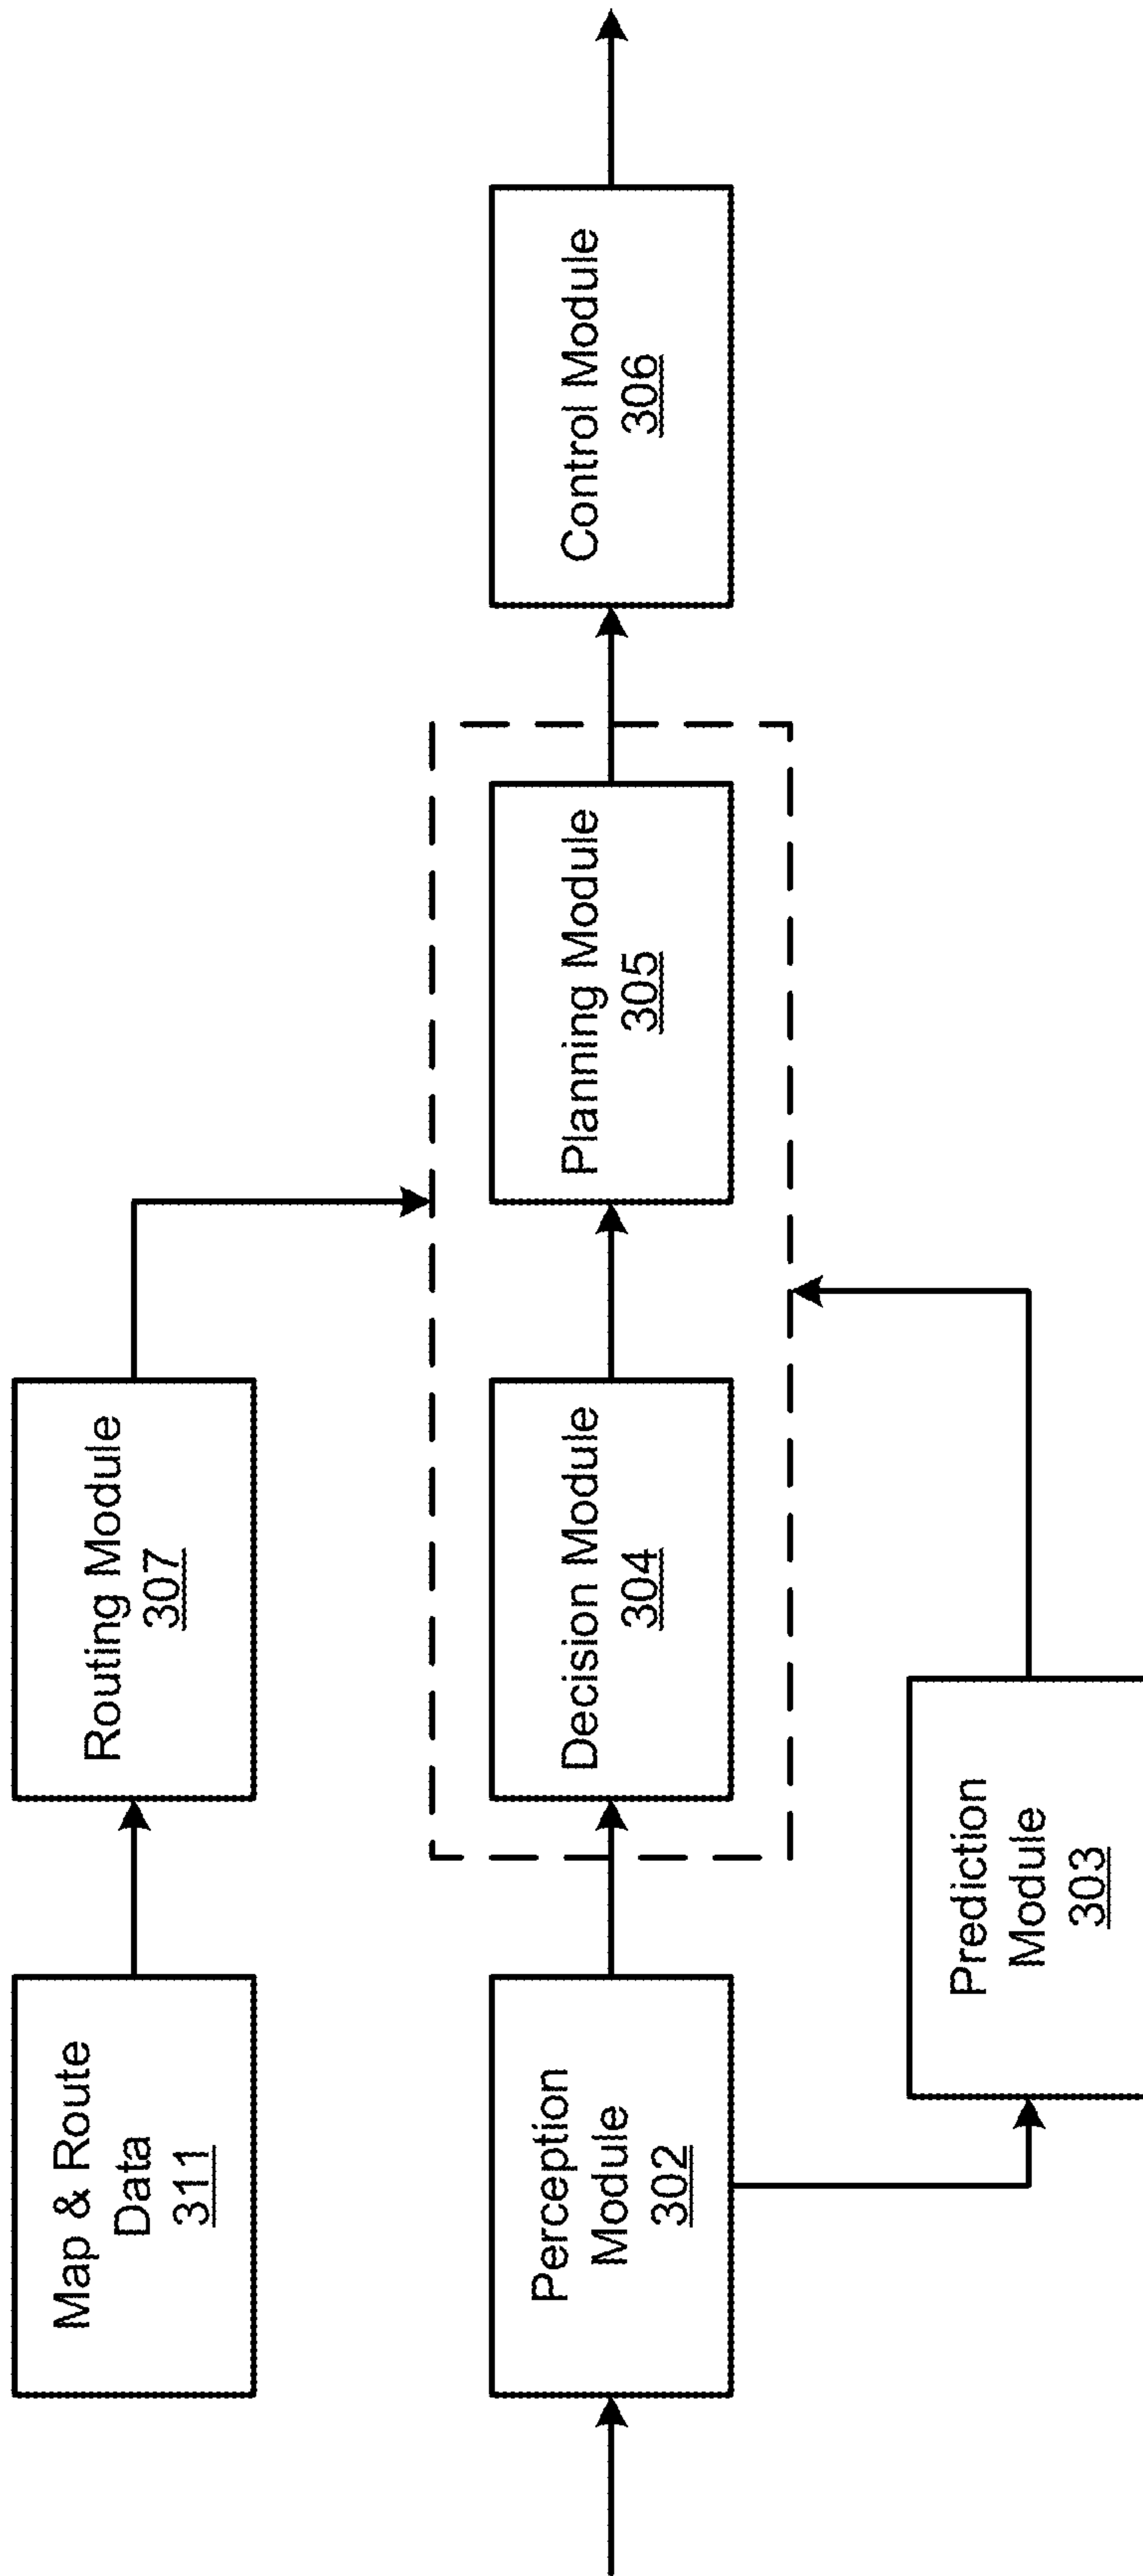 Map & Route
Data
311
Routing Module
307
Perception
Module
302
Decision Module
304
Planning Module
305
Control Module
306
Prediction
Module
303